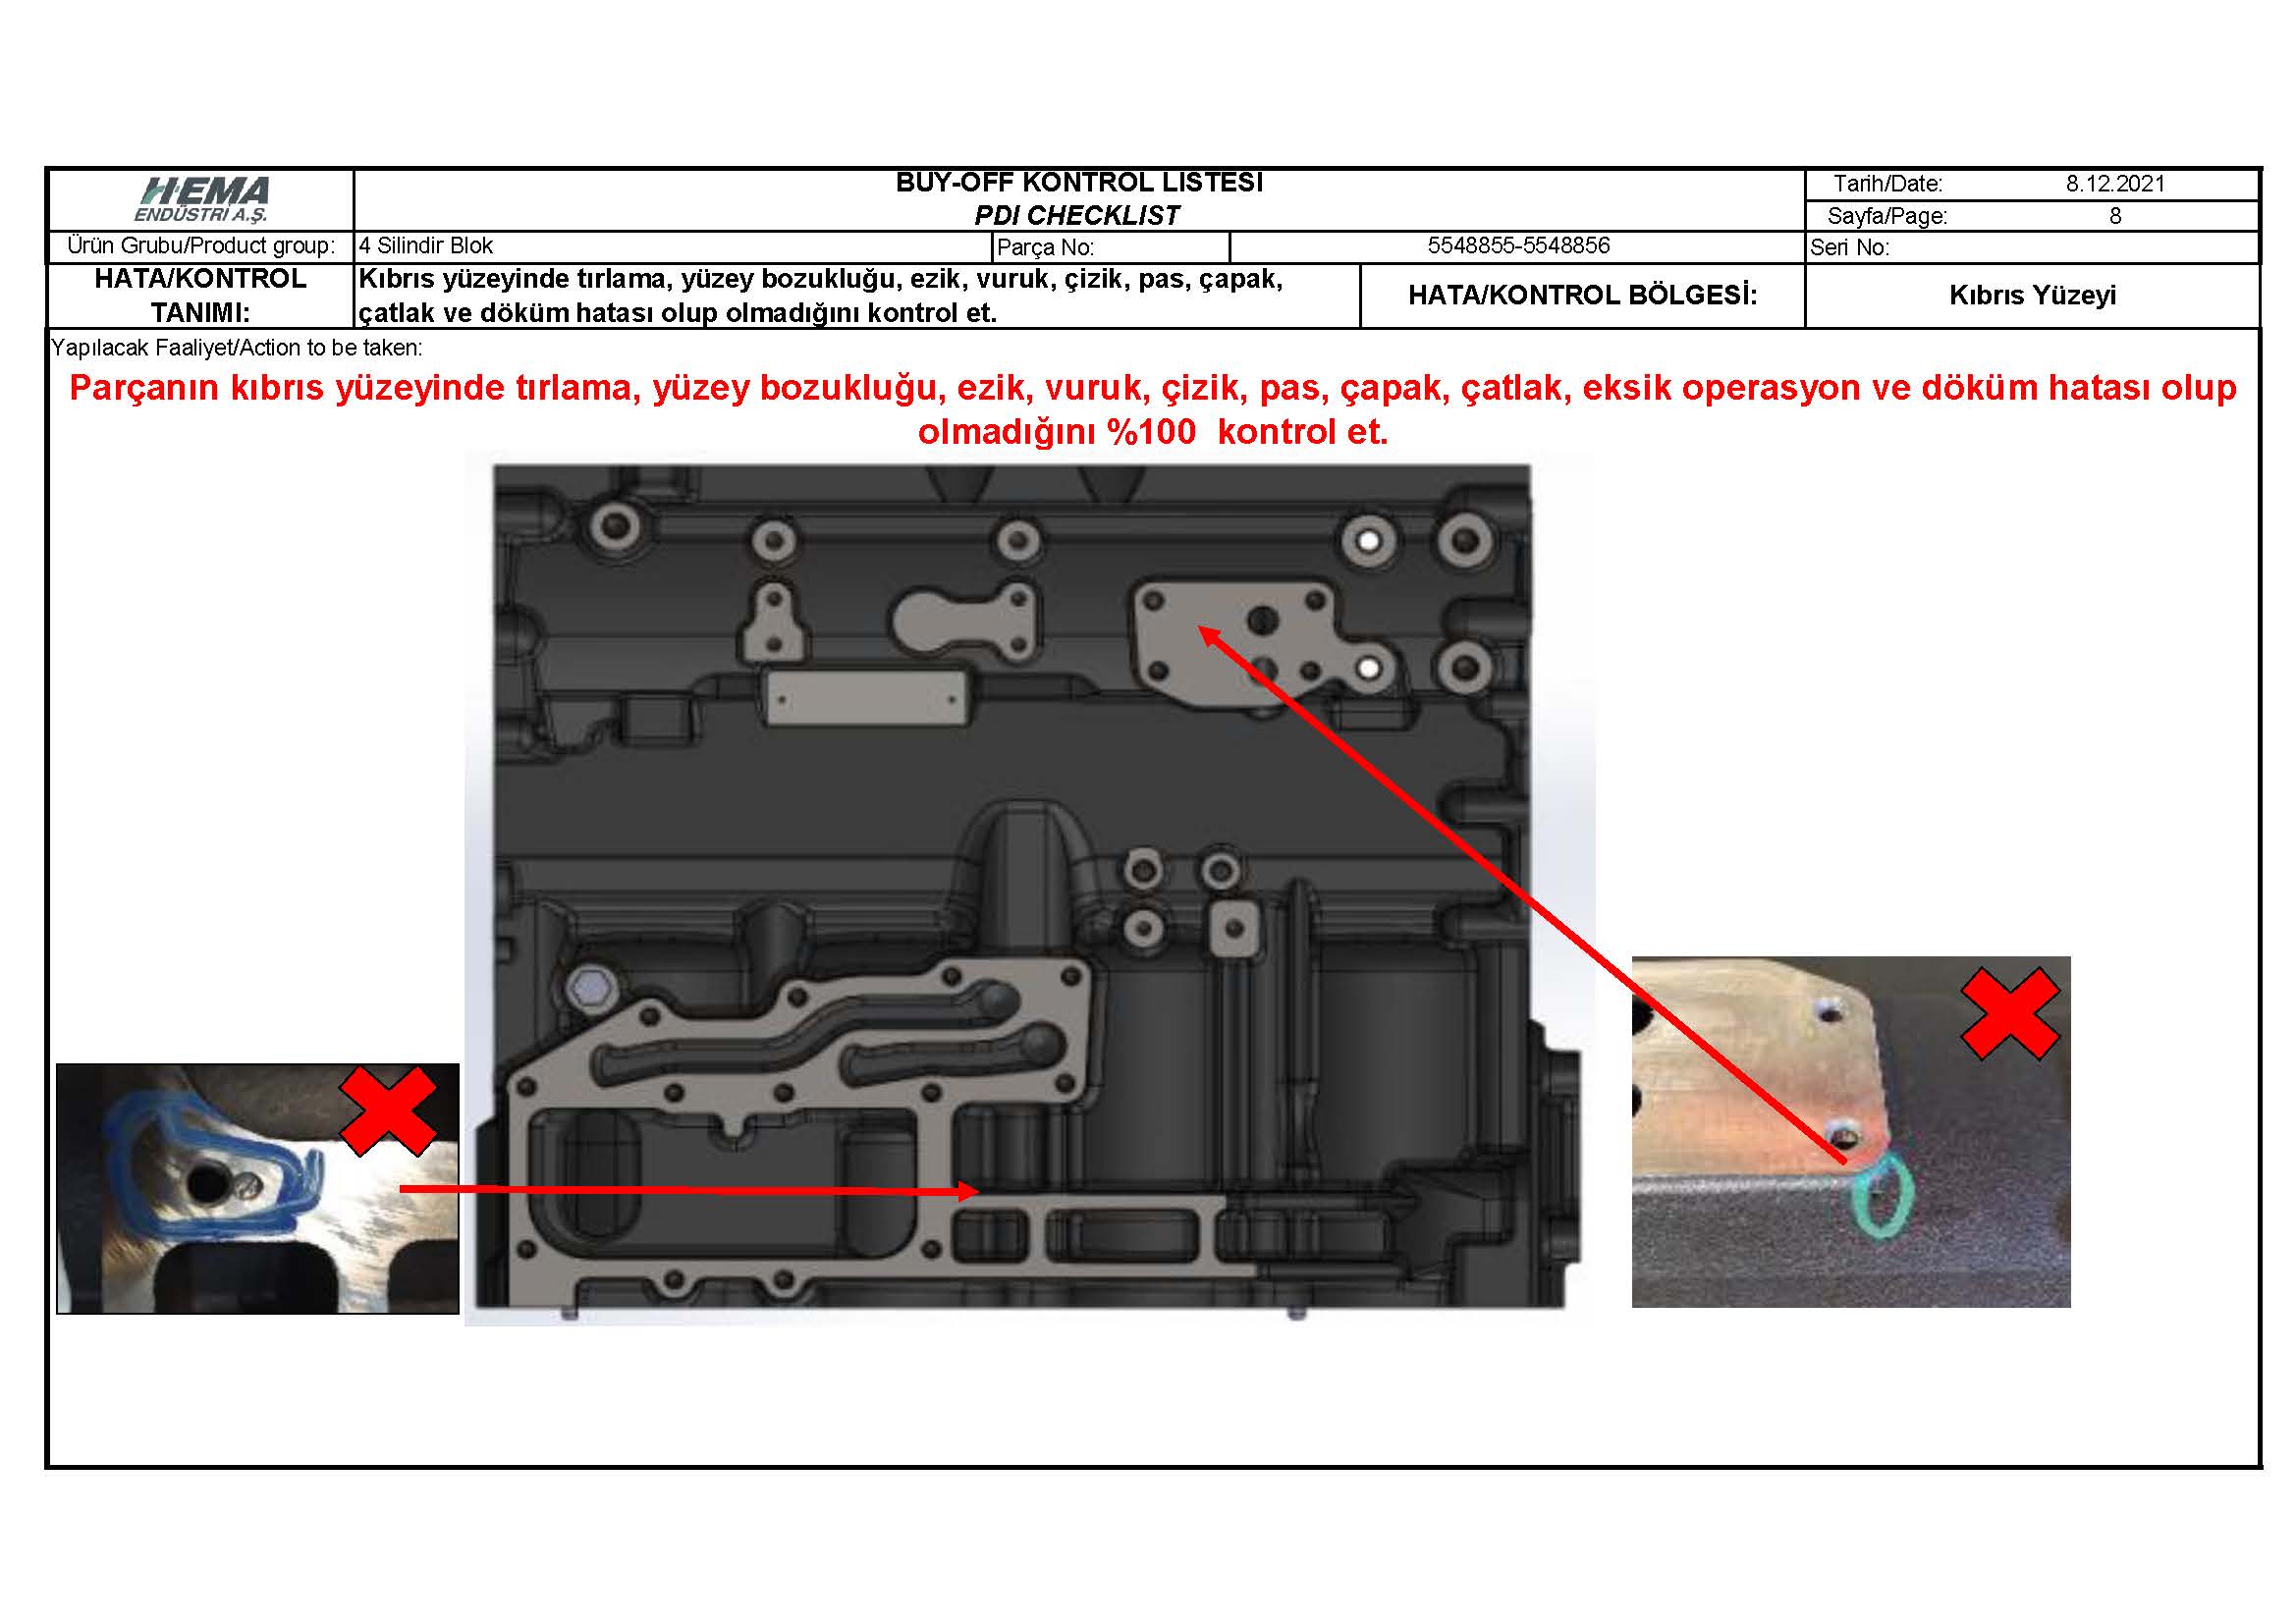 HEMA
ENDÜSTRİ A.Ş.
BUY-OFF KONTROL LİSTESİ
PDI CHECKLIST
Tarih/Date: 8.12.2021
Sayfa/Page: 8
Ürün Grubu/Product group: 4 Silindir Blok Parça No: 5548855-5548856 Seri No:
HATA/KONTROL
TANIMI:
Kıbrıs yüzeyinde tırlama, yüzey bozukluğu, ezik, vuruk, çizik, pas, çapak,
çatlak ve döküm hatası olup olmadığını kontrol et.
HATA/KONTROL BÖLGESİ: Kıbrıs Yüzeyi
Yapılacak Faaliyet/Action to be taken:
Parçanın kıbrıs yüzeyinde tırlama, yüzey bozukluğu, ezik, vuruk, çizik, pas, çapak, çatlak, eksik operasyon ve döküm hatası olup
olmadığını %100 kontrol et.